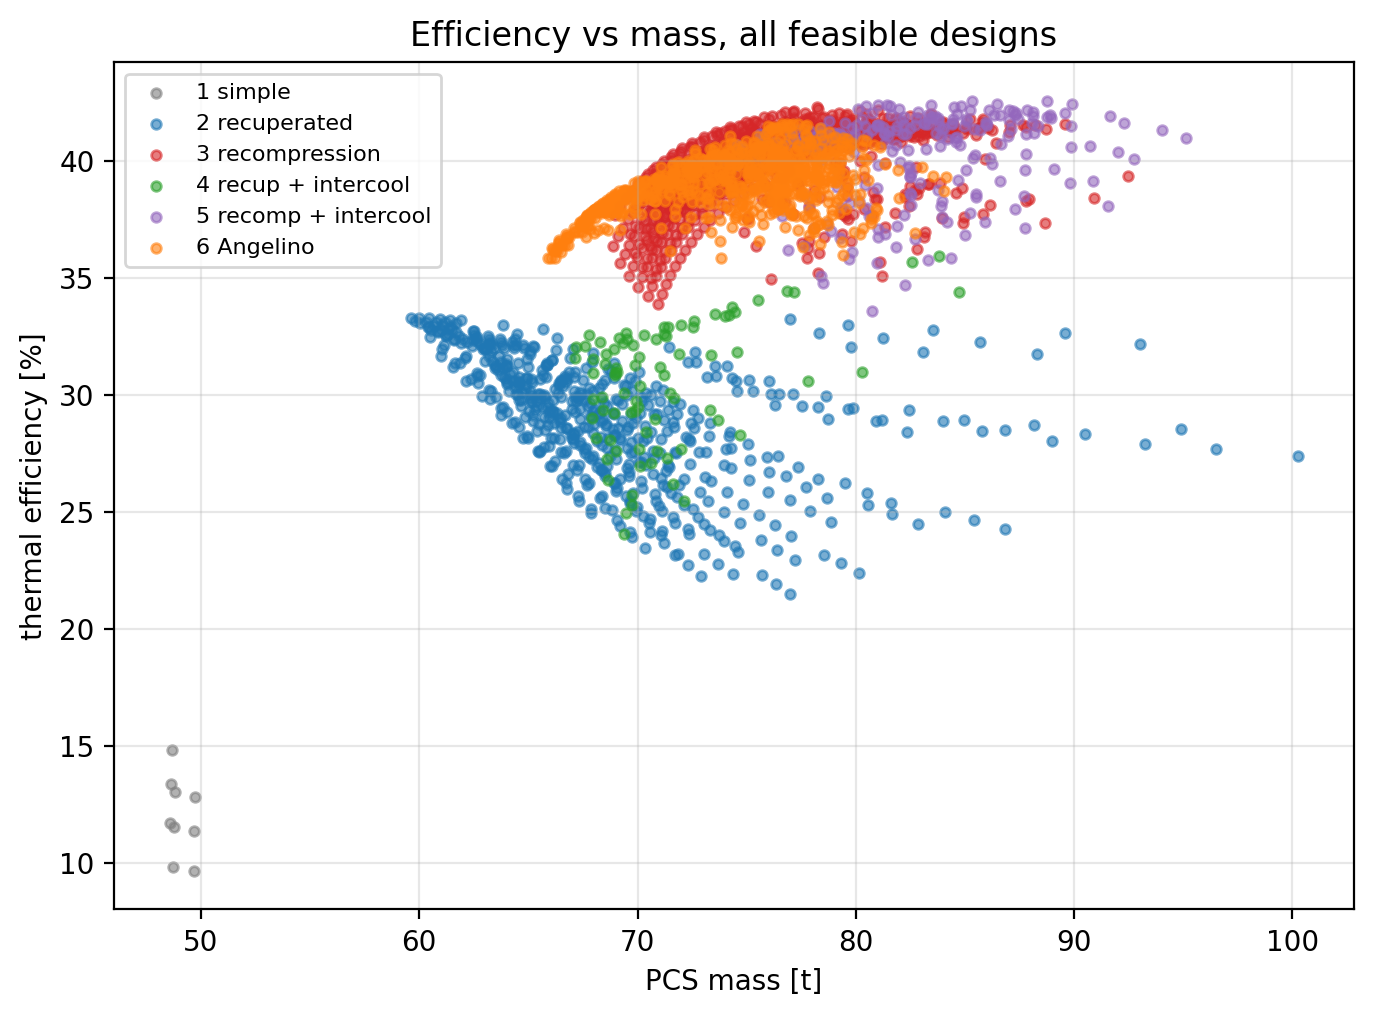 Efficiency vs mass, all feasible designs
1 simple
2 recuperated
3 recompression
4 recup + intercool
5 recomp + intercool
6 Angelino
thermal efficiency [%]
40
35
30
25
20
15
10
50 60 70 80 90 100
PCS mass [t]